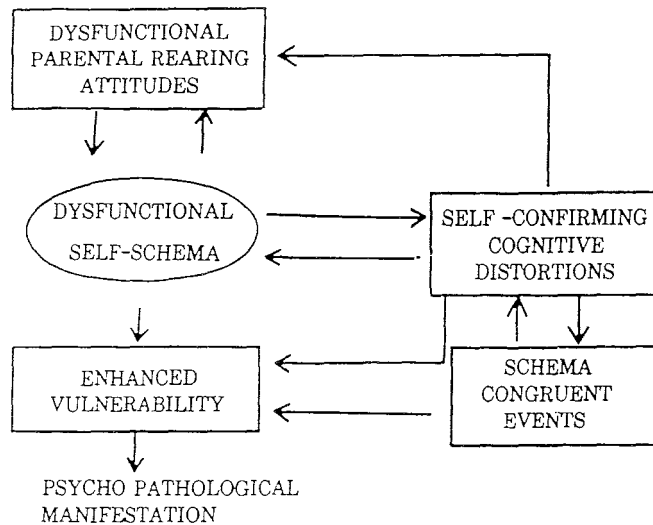 DYSFUNCTIONAL
PARENTAL REARING
ATTITUDES
DYSFUNCTIONAL
SELF-SCHEMA
SELF -CONFIRMING
COGNITIVE
DISTORTIONS
ENHANCED
VULNERABILITY
SCHEMA
CONGRUENT
EVENTS
PSYCHO PATHOLOGICAL
MANIFESTATION